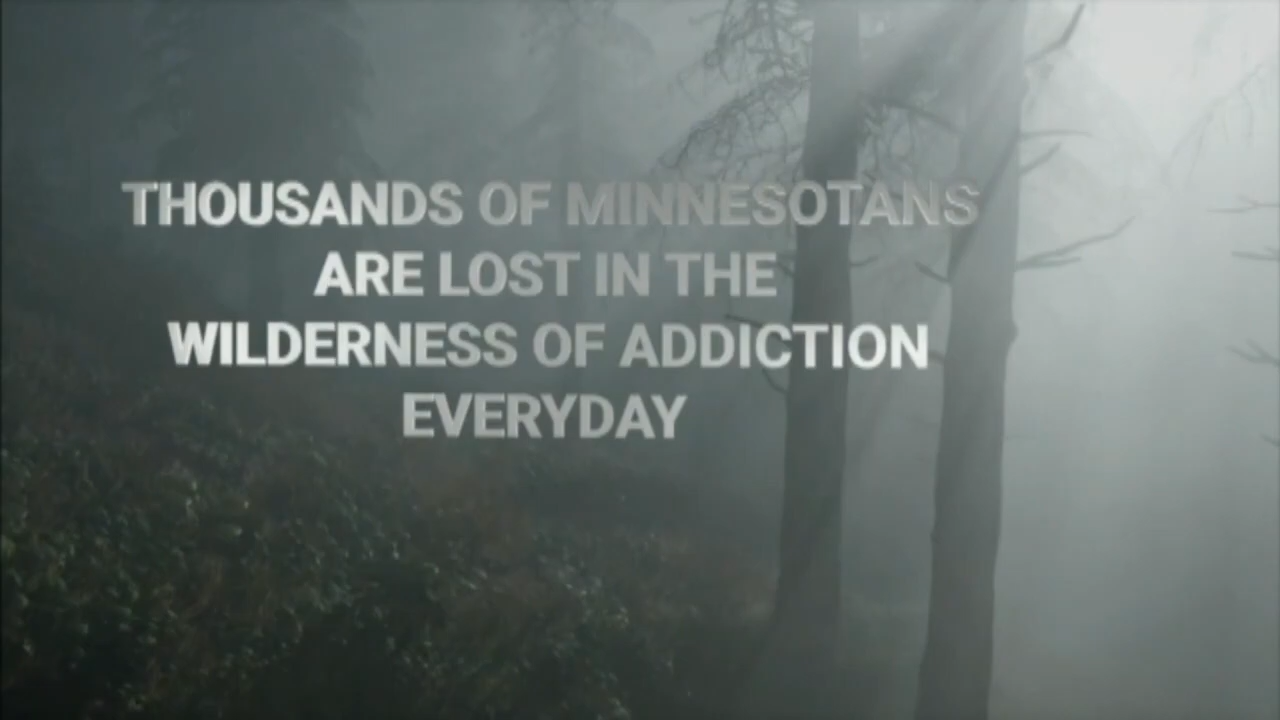 THOUSANDS OF MINNESOTANS
ARE LOST IN THE
WILDERNESS OF ADDICTION
EVERYDAY